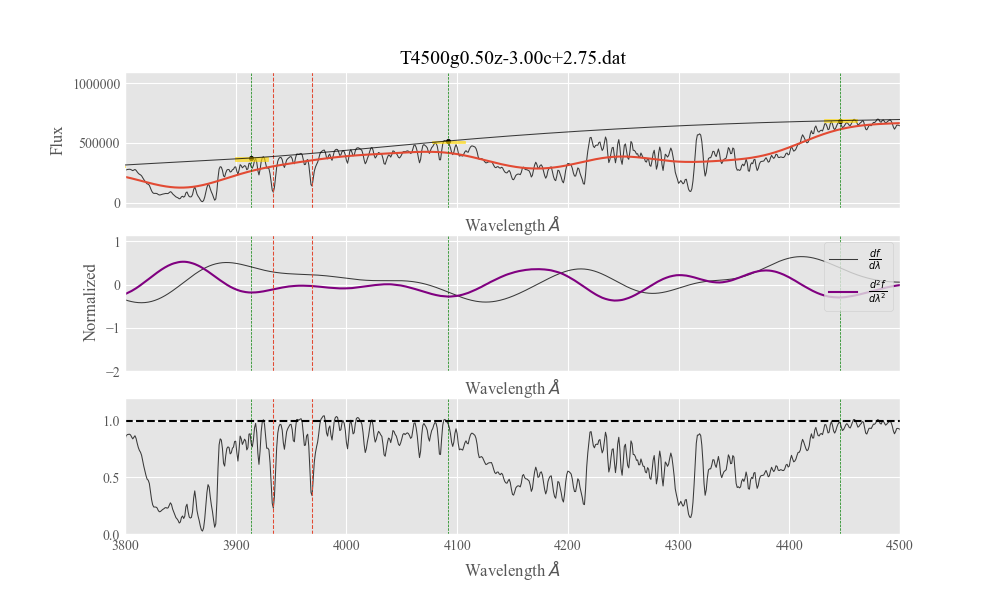 T4500g0.50z-3.00c+2.75.dat
1000000
500000
0
Flux
Wavelength Å
1
0
−1
−2
Normalized
df
dλ
d²f
dλ²
Wavelength Å
1.0
0.5
0.0
3800 3900 4000 4100 4200 4300 4400 4500
Wavelength Å